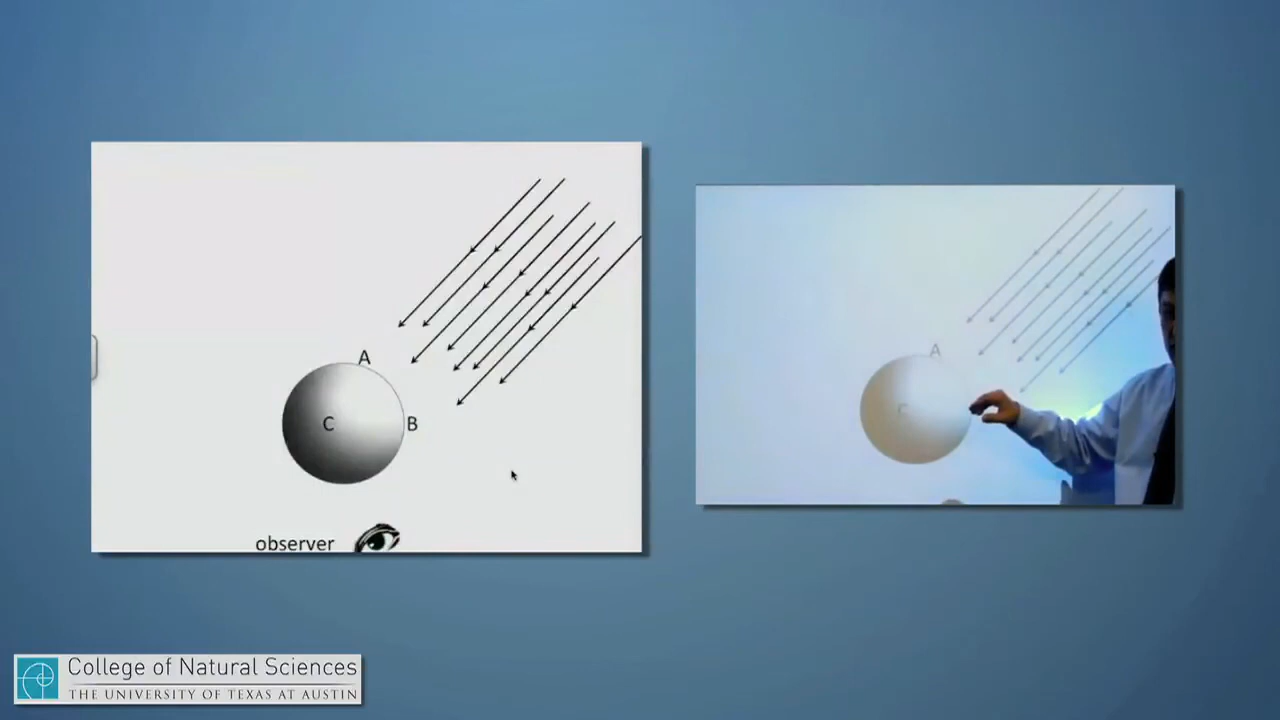 A
C
B
observer
A
C
College of Natural Sciences
THE UNIVERSITY OF TEXAS AT AUSTIN